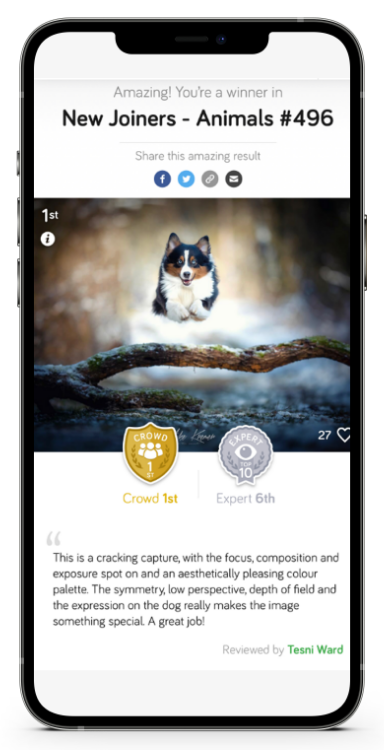 Amazing! You're a winner in
New Joiners - Animals #496
Share this amazing result
1st
CROWD
1
ST
EXPERT
TOP
10
27
Crowd 1st
Expert 6th
“
This is a cracking capture, with the focus, composition and
exposure spot on and an aesthetically pleasing colour
palette. The symmetry, low perspective, depth of field and
the expression on the dog really makes the image
something special. A great job!
Reviewed by Tesni Ward